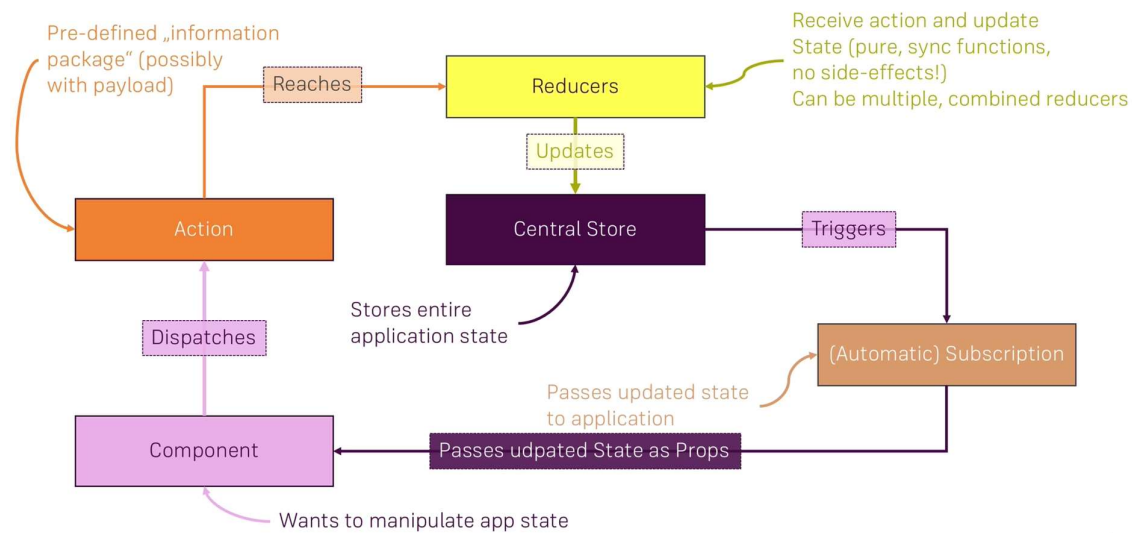 Pre-defined „information
package“ (possibly
with payload)
Reaches
Reducers
Receive action and update
State (pure, sync functions,
no side-effects!)
Can be multiple, combined reducers
Updates
Action
Central Store
Triggers
Stores entire
application state
Dispatches
(Automatic) Subscription
Passes updated state
to application
Component
Passes udpated State as Props
Wants to manipulate app state